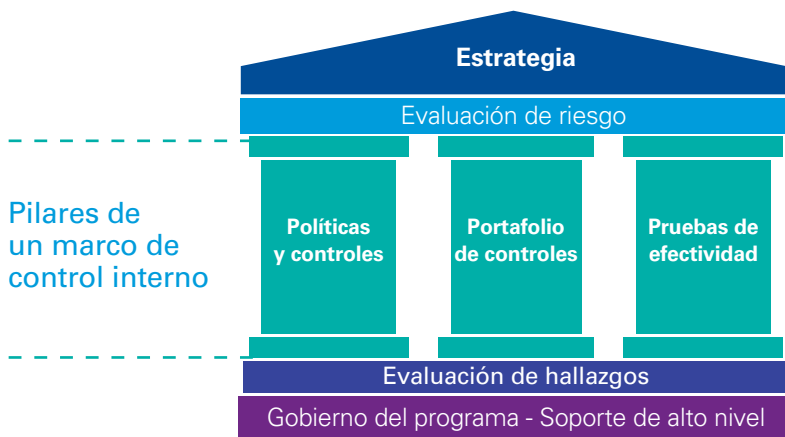 Estrategia
Evaluación de riesgo
Pilares de
un marco de
control interno
Políticas
y controles
Portafolio
de controles
Pruebas de
efectividad
Evaluación de hallazgos
Gobierno del programa - Soporte de alto nivel